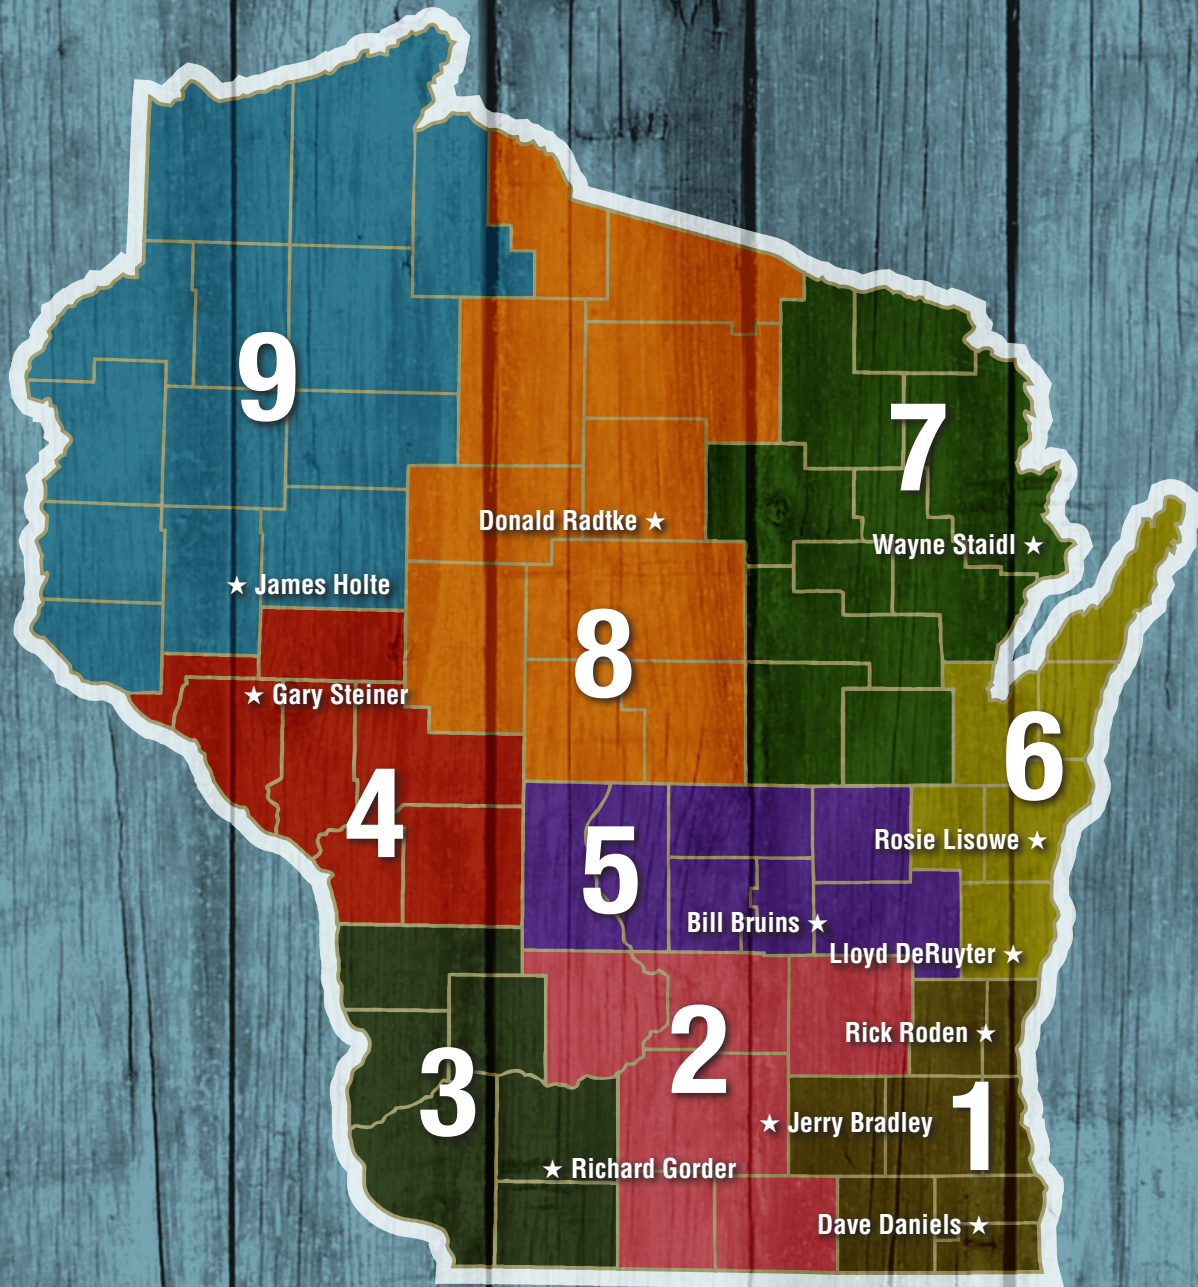 9
7
Donald Radtke ★
Wayne Staidl ★
★ James Holte
8
★ Gary Steiner
6
4
5
Rosie Lisowe ★
Bill Bruins ★
Lloyd DeRuyter ★
2
Rick Roden ★
3
1
★ Jerry Bradley
★ Richard Gorder
Dave Daniels ★